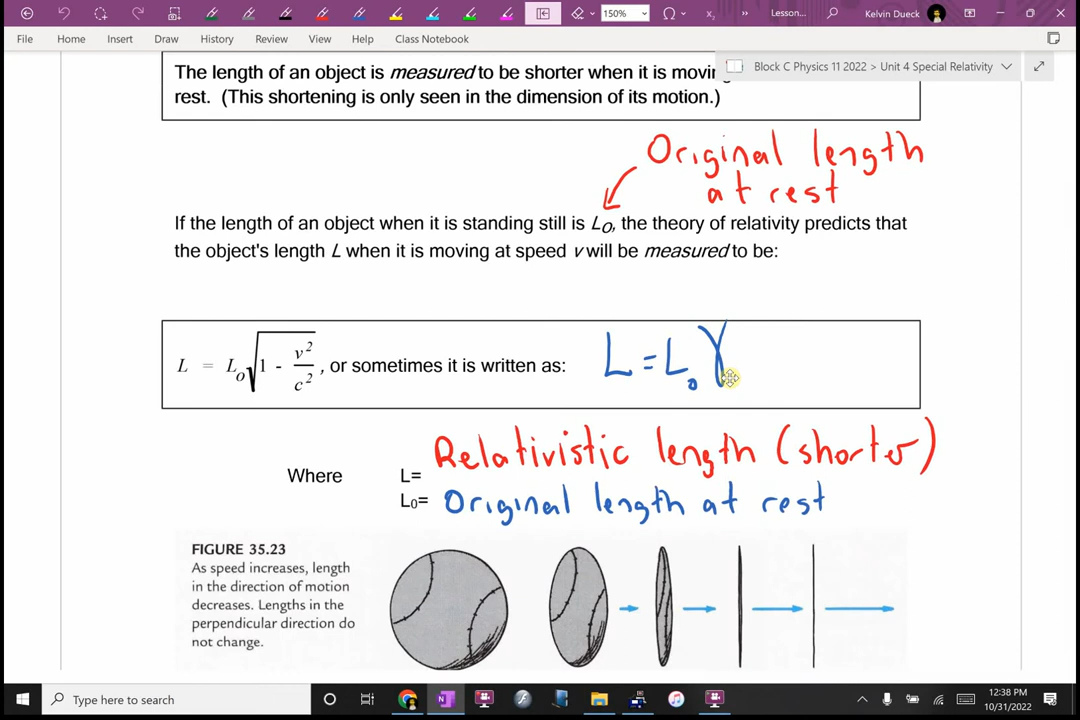 150%
Lesson...
Kelvin Dueck
File Home Insert Draw History Review View Help Class Notebook
Block C Physics 11 2022 > Unit 4 Special Relativity
The length of an object is measured to be shorter when it is movi
rest. (This shortening is only seen in the dimension of its motion.)
Original length
at rest
If the length of an object when it is standing still is L₀, the theory of relativity predicts that
the object's length L when it is moving at speed v will be measured to be:
L = L₀√(1 - v²/c²), or sometimes it is written as: L = L₀γ
Relativistic length (shorter)
Where L=
L₀= Original length at rest
FIGURE 35.23
As speed increases, length
in the direction of motion
decreases. Lengths in the
perpendicular direction do
not change.
Type here to search
12:38 PM
10/31/2022